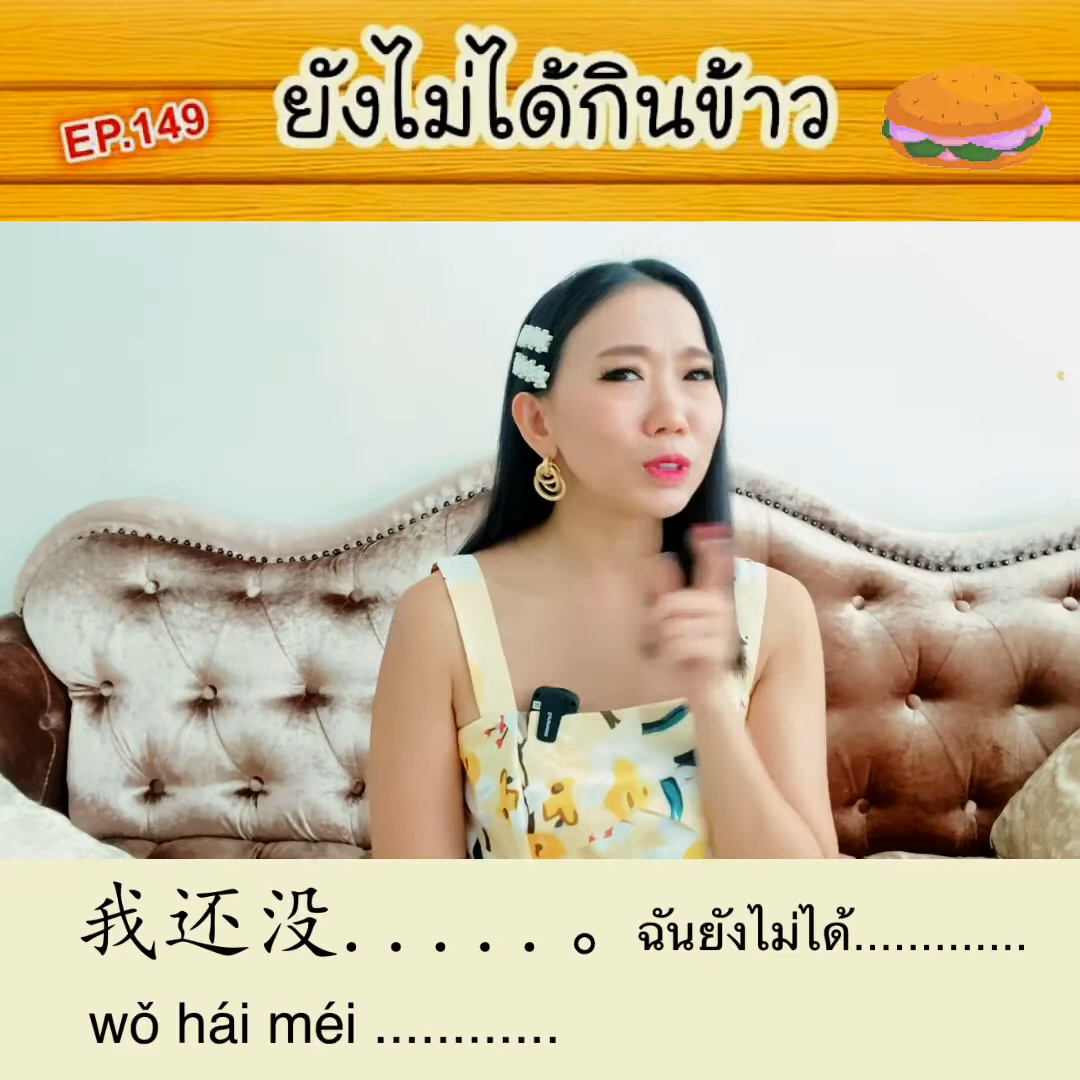 ยังไม่ได้กินข้าว
EP.149
我还没. . . . . 。ฉันยังไม่ได้.............
wǒ hái méi ............